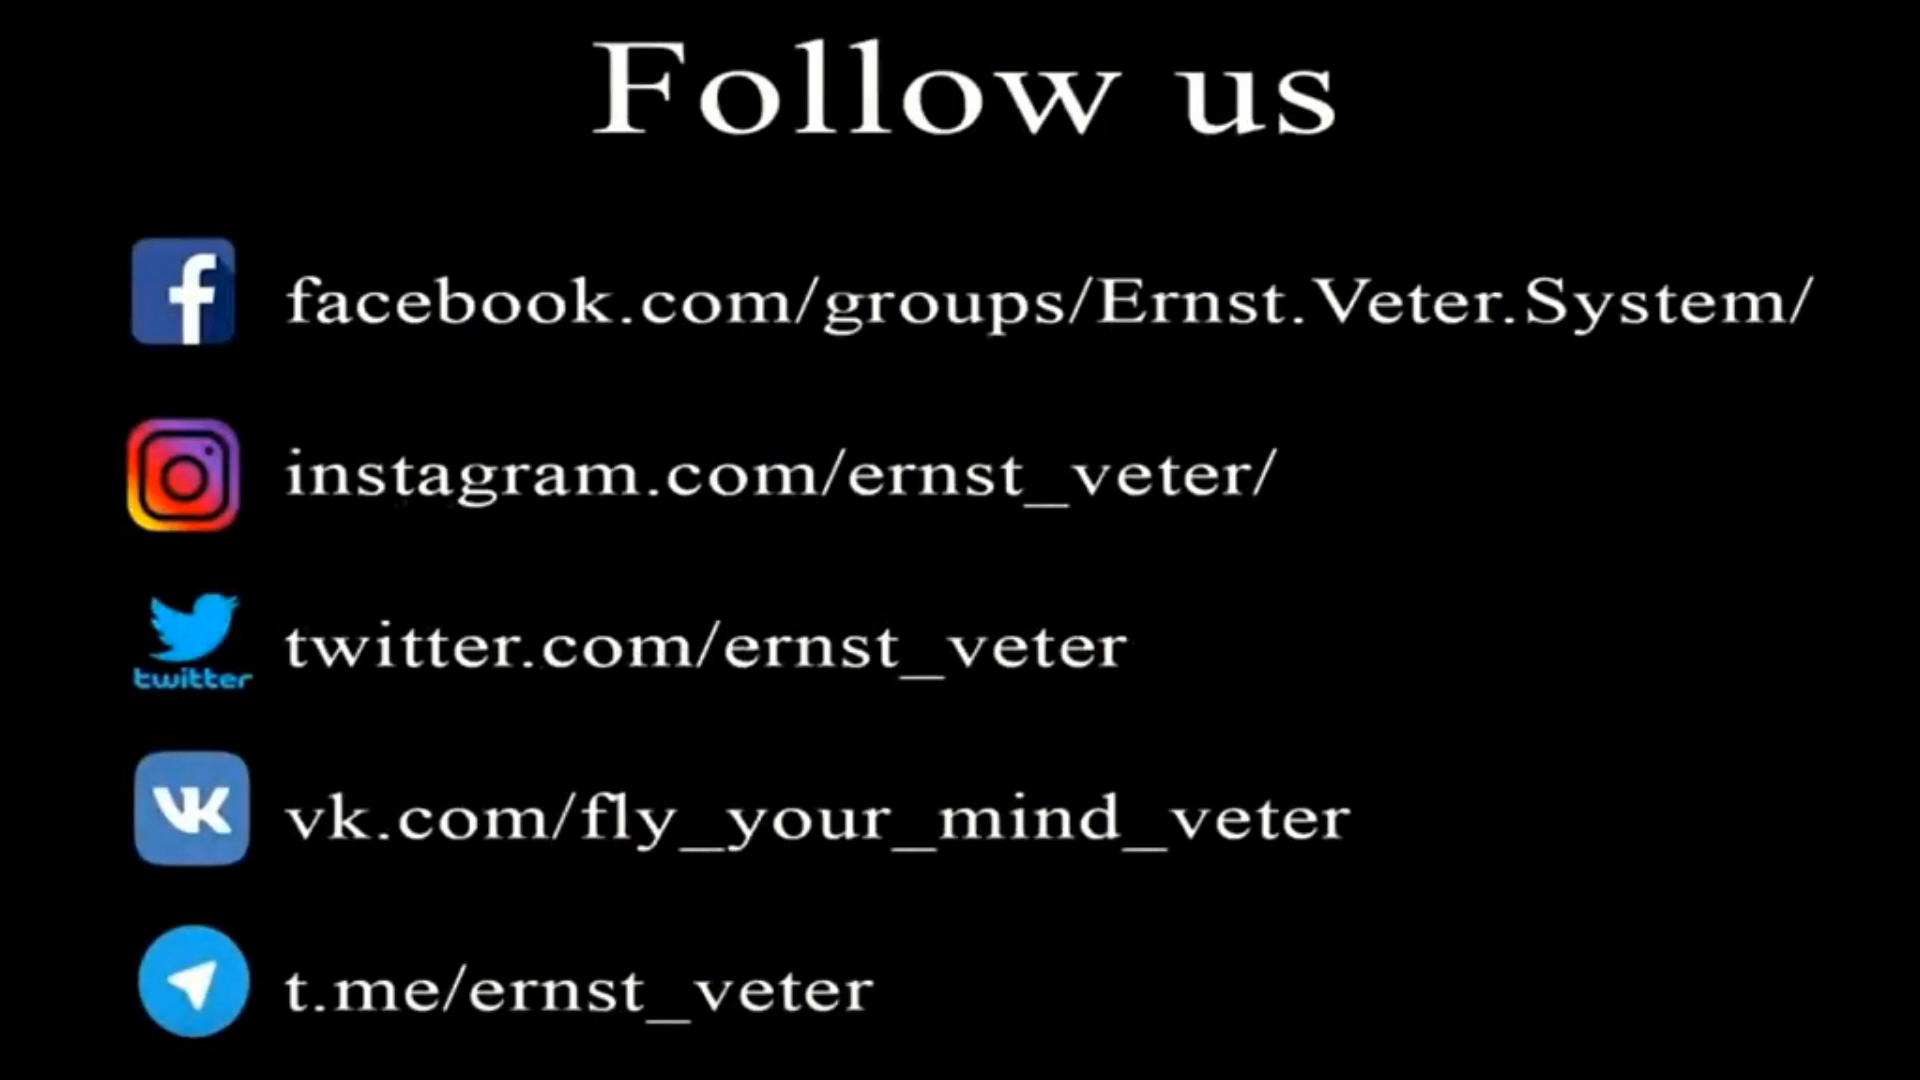 Follow us
facebook.com/groups/Ernst.Veter.System/
instagram.com/ernst_veter/
twitter
twitter.com/ernst_veter
vk.com/fly_your_mind_veter
t.me/ernst_veter